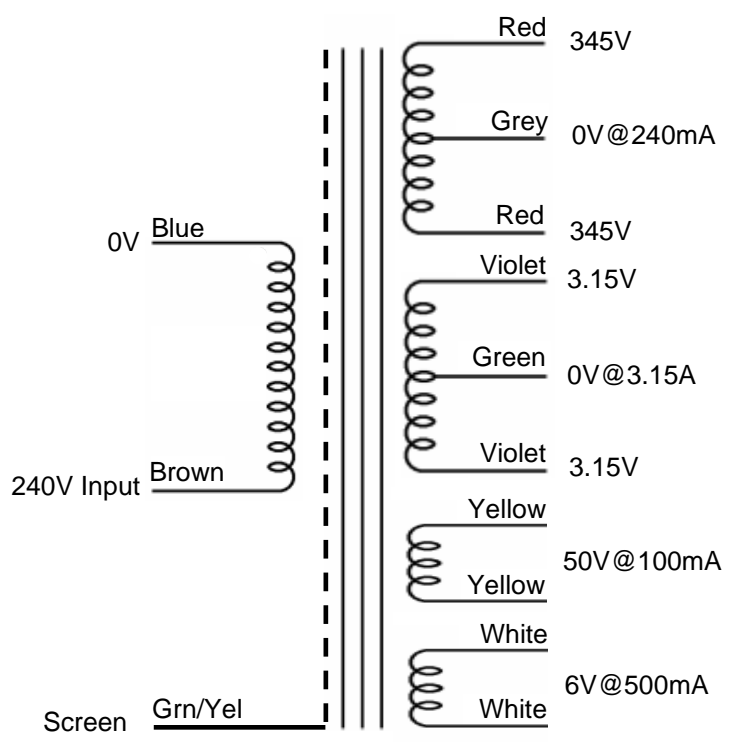 Red 345V
Grey 0V@240mA
Red 345V
0V Blue
240V Input Brown
Screen Grn/Yel
Violet 3.15V
Green 0V@3.15A
Violet 3.15V
Yellow
50V@100mA
Yellow
White
6V@500mA
White